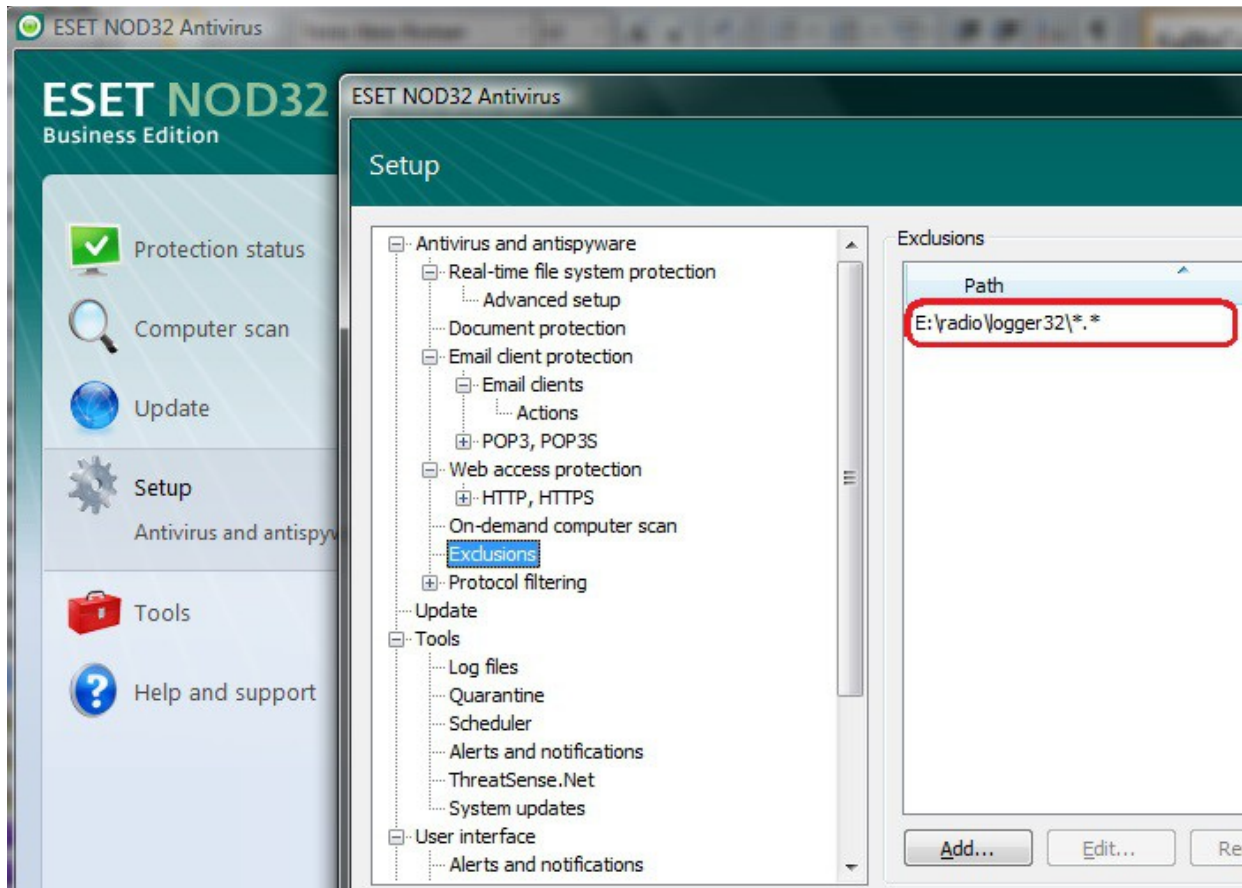 ESET NOD32 Antivirus
ESET NOD32
Business Edition
Protection status
Computer scan
Update
Setup
Antivirus and antispyw
Tools
Help and support
ESET NOD32 Antivirus
Setup
Antivirus and antispyware
Real-time file system protection
Advanced setup
Document protection
Email client protection
Email clients
Actions
POP3, POP3S
Web access protection
HTTP, HTTPS
On-demand computer scan
Exclusions
Protocol filtering
Update
Tools
Log files
Quarantine
Scheduler
Alerts and notifications
ThreatSense.Net
System updates
User interface
Alerts and notifications
Exclusions
Path
E:\radio\logger32\*.*
Add...
Edit...
Re